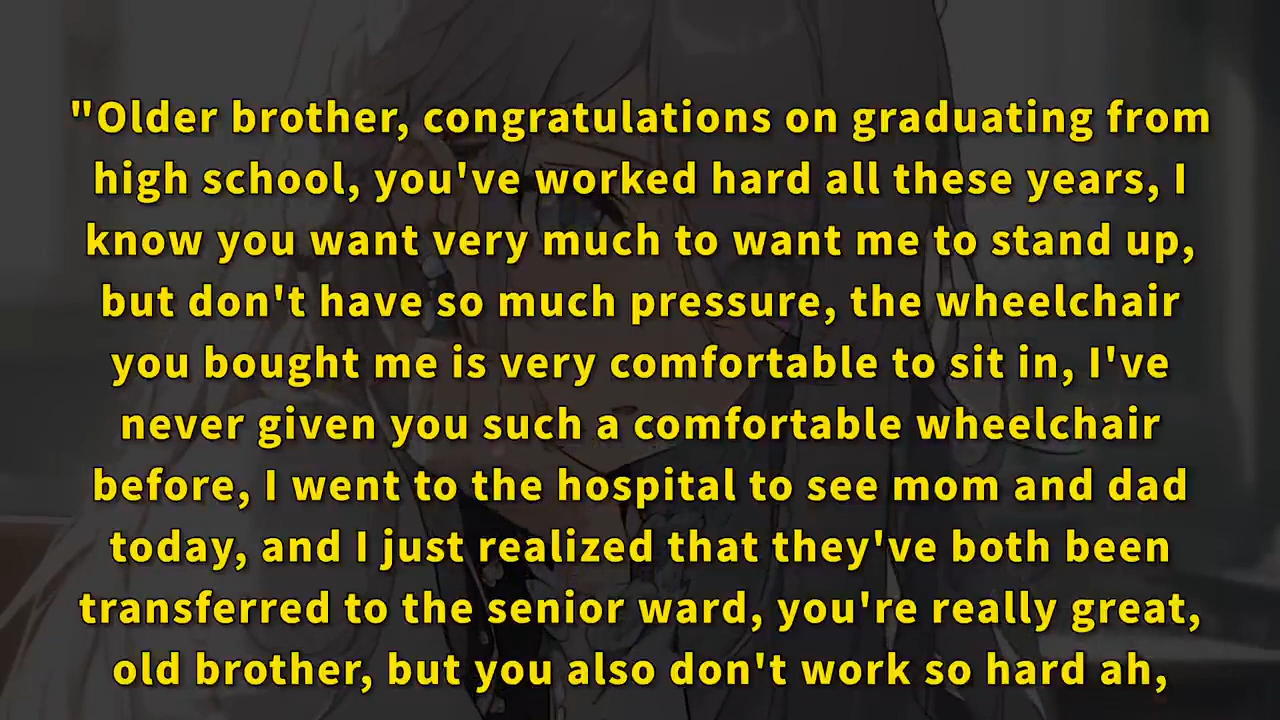 "Older brother, congratulations on graduating from
high school, you've worked hard all these years, I
know you want very much to want me to stand up,
but don't have so much pressure, the wheelchair
you bought me is very comfortable to sit in, I've
never given you such a comfortable wheelchair
before, I went to the hospital to see mom and dad
today, and I just realized that they've both been
transferred to the senior ward, you're really great,
old brother, but you also don't work so hard ah,